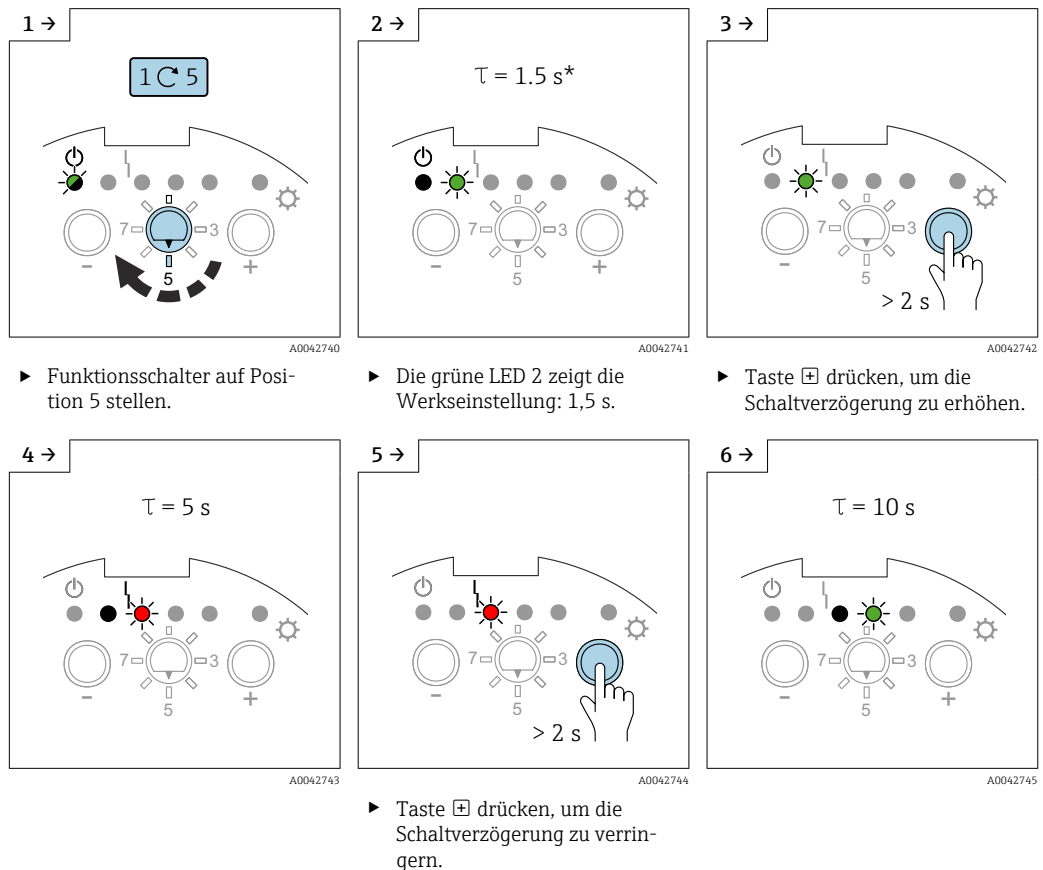 1 →
1 5
7
3
5
-
+
A0042740
► Funktionsschalter auf Posi-
tion 5 stellen.
2 →
τ = 1.5 s*
7
3
5
-
+
A0042741
► Die grüne LED 2 zeigt die
Werkseinstellung: 1,5 s.
3 →
7
3
5
-
> 2 s
A0042742
► Taste + drücken, um die
Schaltverzögerung zu erhöhen.
4 →
τ = 5 s
7
3
5
-
+
A0042743
5 →
7
3
5
-
> 2 s
A0042744
► Taste + drücken, um die
Schaltverzögerung zu verrin-
gern.
6 →
τ = 10 s
7
3
5
-
+
A0042745